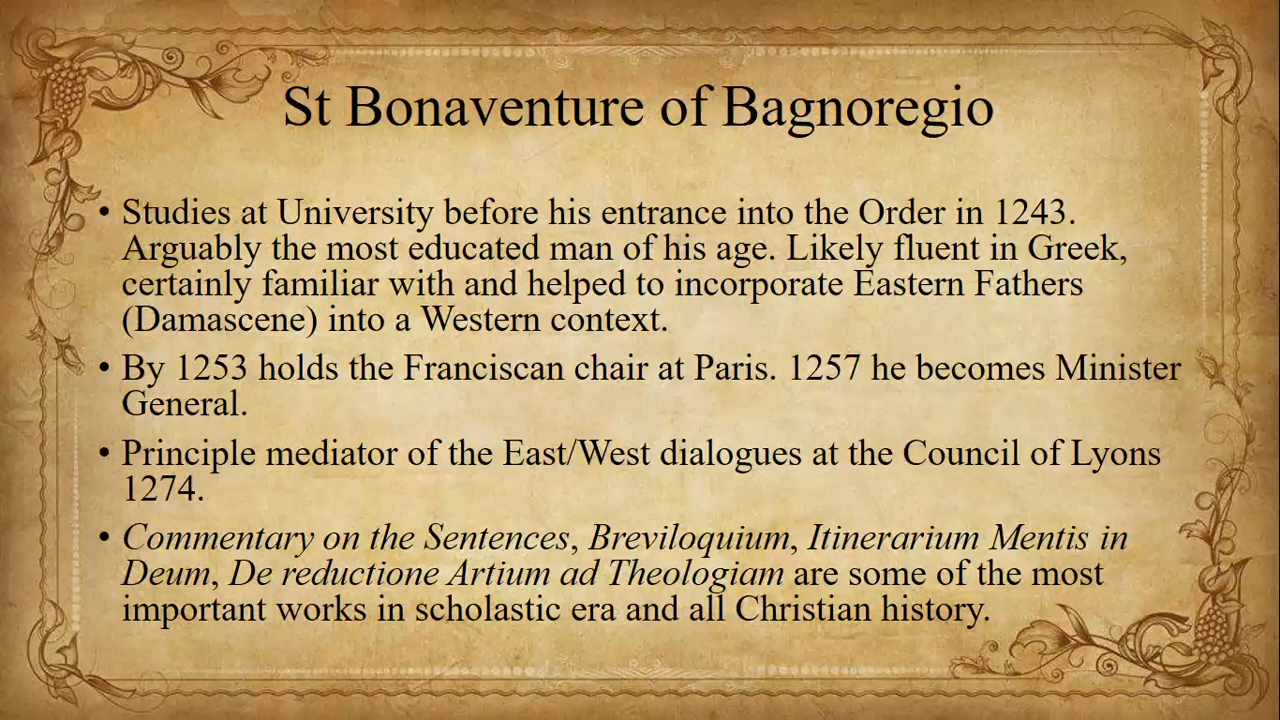 St Bonaventure of Bagnoregio
• Studies at University before his entrance into the Order in 1243.
Arguably the most educated man of his age. Likely fluent in Greek,
certainly familiar with and helped to incorporate Eastern Fathers
(Damascene) into a Western context.
• By 1253 holds the Franciscan chair at Paris. 1257 he becomes Minister
General.
• Principle mediator of the East/West dialogues at the Council of Lyons
1274.
• Commentary on the Sentences, Breviloquium, Itinerarium Mentis in
Deum, De reductione Artium ad Theologiam are some of the most
important works in scholastic era and all Christian history.